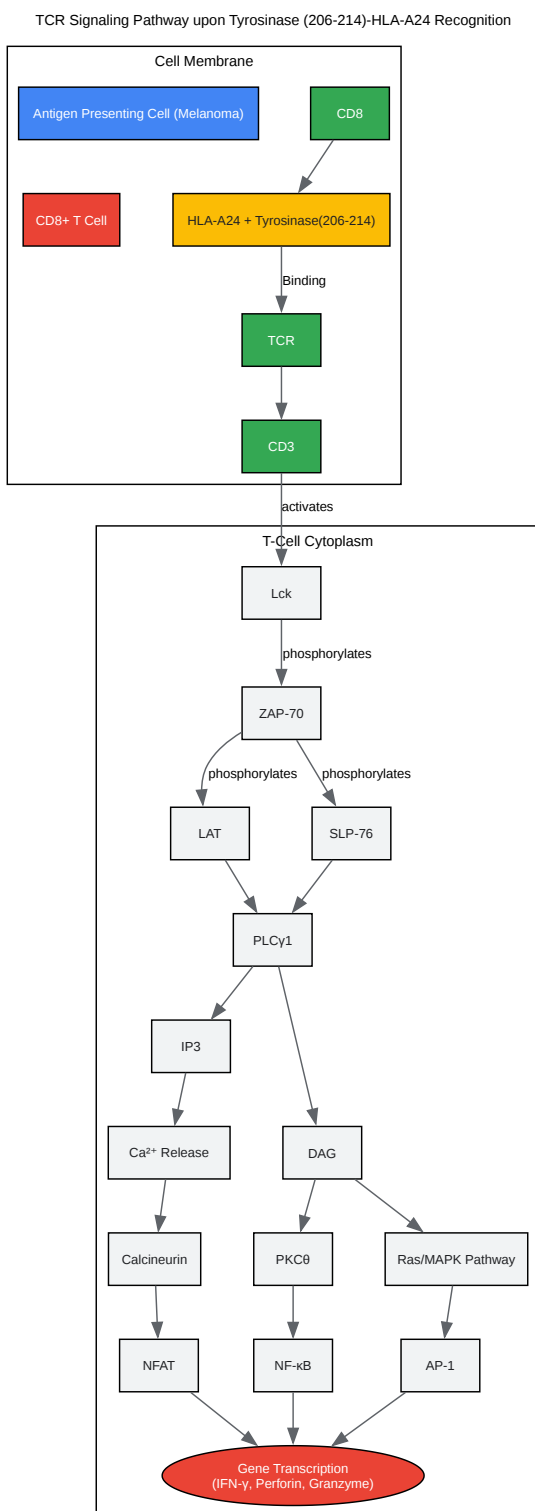 TCR Signaling Pathway upon Tyrosinase (206-214)-HLA-A24 Recognition
Cell Membrane
Antigen Presenting Cell (Melanoma)
CD8
CD8+ T Cell
HLA-A24 + Tyrosinase(206-214)
Binding
TCR
CD3
activates
T-Cell Cytoplasm
Lck
phosphorylates
ZAP-70
phosphorylates
phosphorylates
LAT
SLP-76
PLCγ1
IP3
Ca²⁺ Release
DAG
Calcineurin
PKCθ
Ras/MAPK Pathway
NFAT
NF-κB
AP-1
Gene Transcription
(IFN-γ, Perforin, Granzyme)